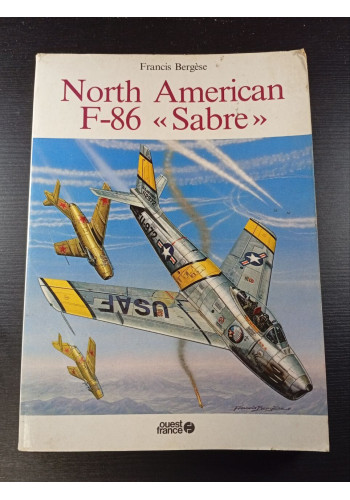 Francis Bergèse
North American
F-86 «Sabre»
USAF
ouest
france